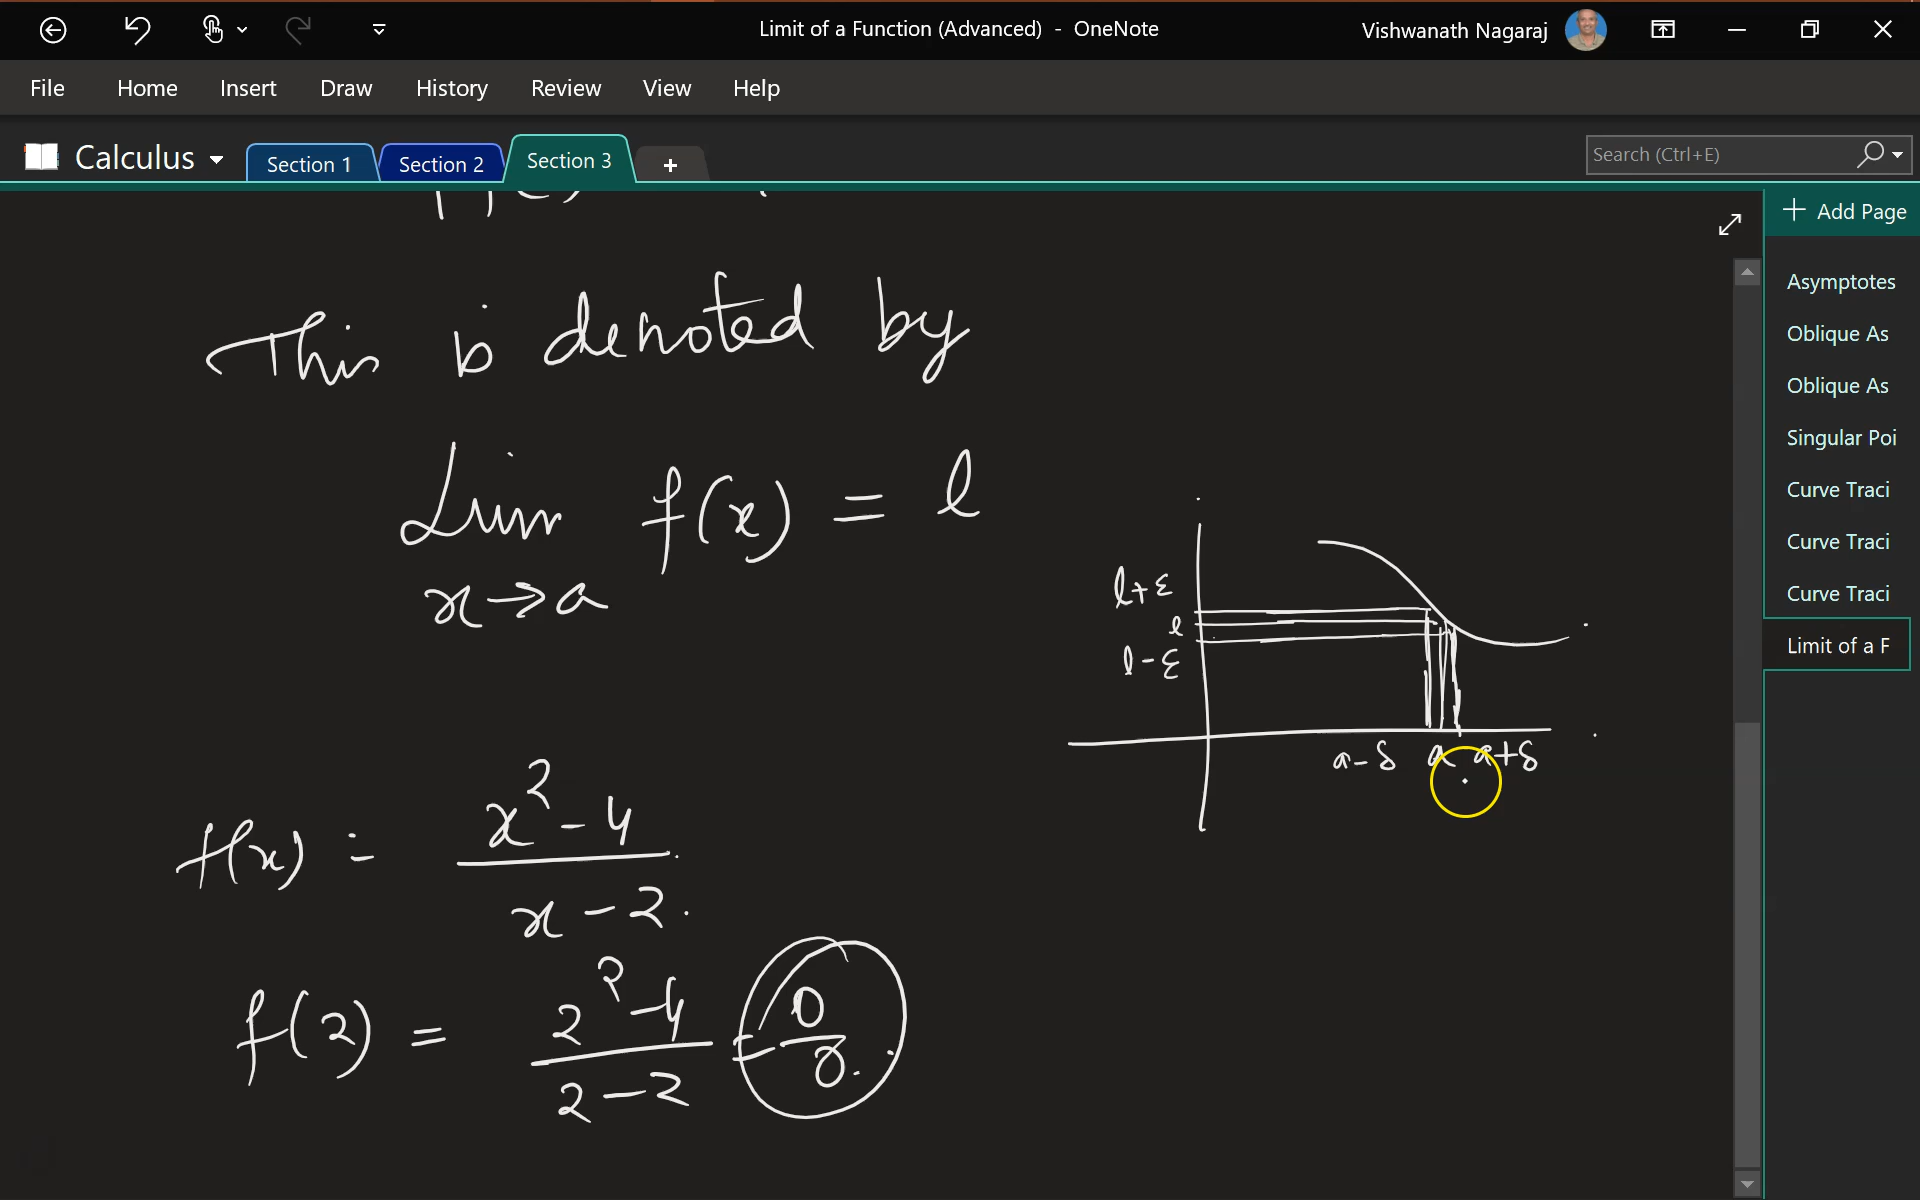 Limit of a Function (Advanced) - OneNote
Vishwanath Nagaraj
File Home Insert Draw History Review View Help
Calculus
Section 1
Section 2
Section 3
+
Search (Ctrl+E)
+ Add Page
Asymptotes
Oblique As
Oblique As
Singular Poi
Curve Traci
Curve Traci
Curve Traci
Limit of a F
This is denoted by
Lim f(x) = l
x→a
l+ε
l
l-ε
a-δ a a+δ
f(x) = x²-4
x-2
f(2) = 2²-4 = 0
2-2 0